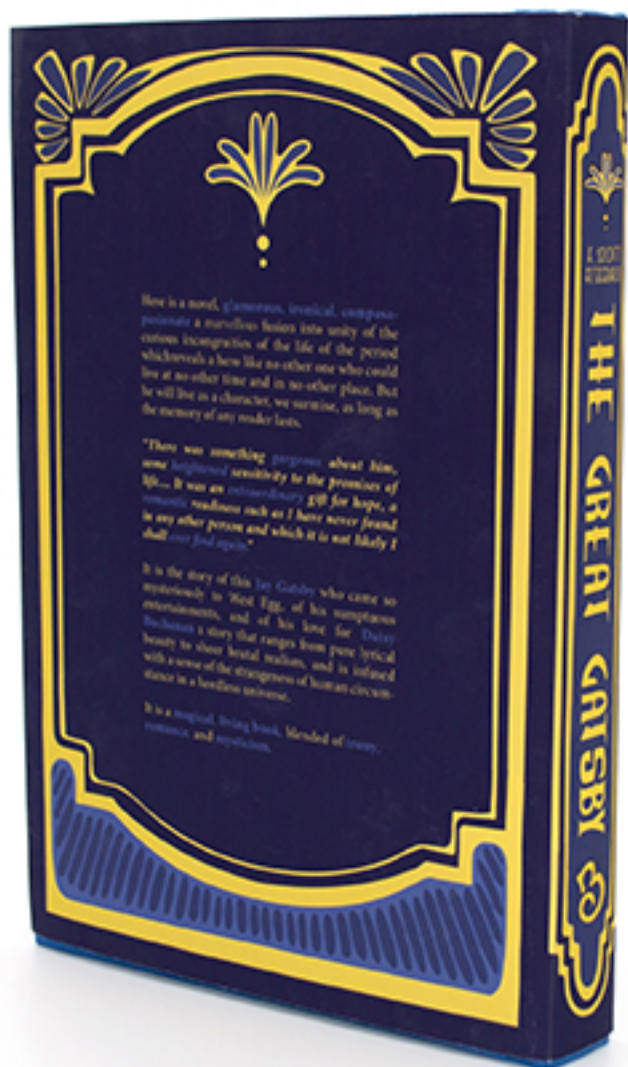 Here is a novel, glamorous, ironical, compass-
passionate a marvellous fusion into unity of the
curious incongruities of the life of the period
whichreveals a hero like no other one who could
live at no other time and in no other place. But
he will live as a character, we surmise, as long as
the memory of any reader lasts.
"There was something gorgeous about him,
some heightened sensitivity to the promises of
life.... It was an extraordinary gift for hope, a
romantic readiness such as I have never found
in any other person and which it is not likely I
shall ever find again."
It is the story of this Jay Gatsby who came so
mysteriously to West Egg, of his sumptuous
entertainments, and of his love for Daisy
Buchanan a story that ranges from pure lyrical
beauty to sheer brutal realism, and is infused
with a sense of the strangeness of human circum-
stance in a heedless universe.
It is a magical, living book, blended of irony,
romance, and mysticism.
F. SCOTT
FITZGERALD
THE GREAT GATSBY